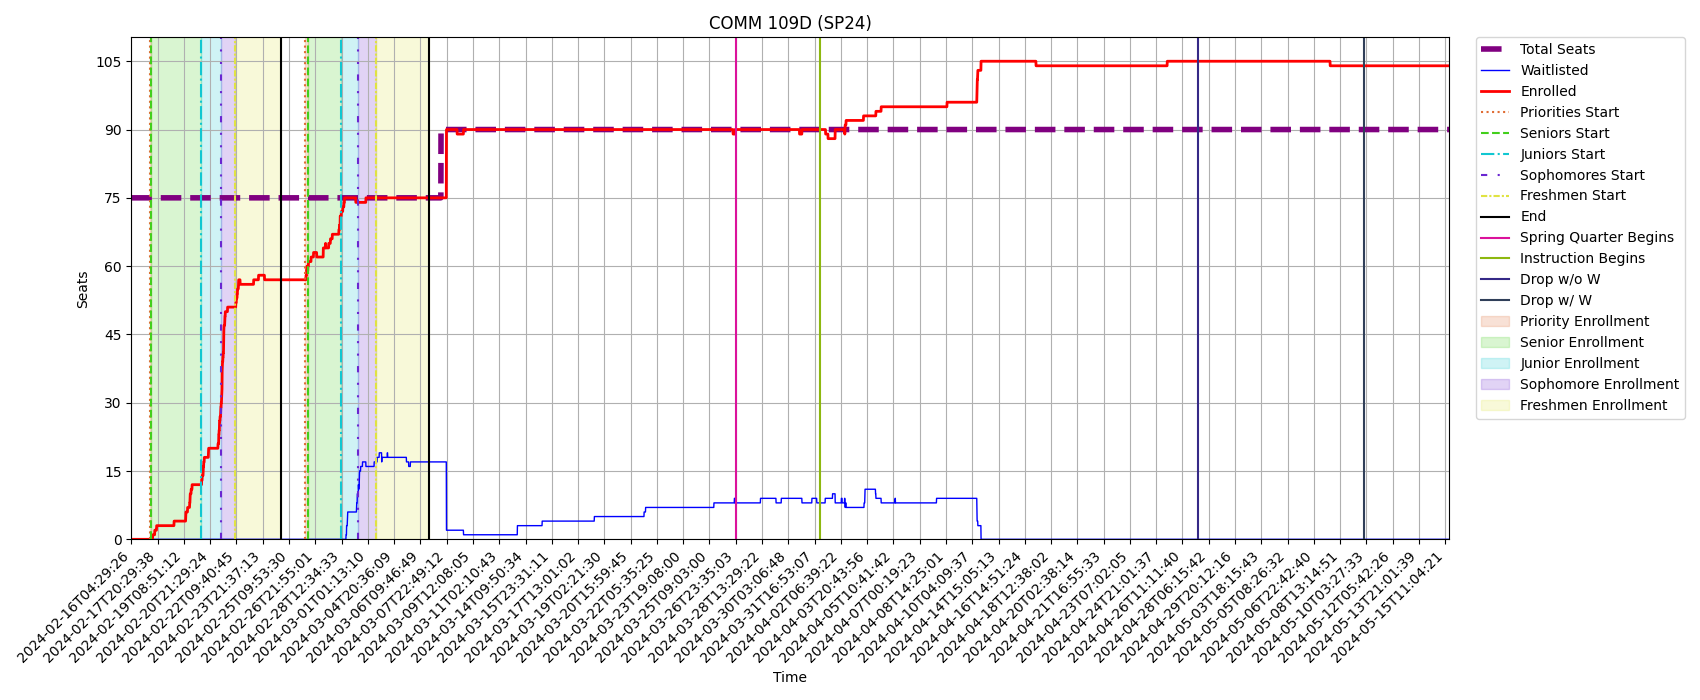 COMM 109D (SP24)
Seats
105
90
75
60
45
30
15
0
2024-02-16T04:29:26
2024-02-17T20:29:38
2024-02-19T08:51:12
2024-02-20T21:29:24
2024-02-22T09:40:45
2024-02-23T21:37:13
2024-02-25T09:53:30
2024-02-26T21:55:01
2024-02-28T12:34:33
2024-03-01T01:13:10
2024-03-04T20:36:09
2024-03-06T09:46:49
2024-03-07T22:49:12
2024-03-09T12:08:05
2024-03-11T02:10:43
2024-03-14T09:50:34
2024-03-15T23:31:11
2024-03-17T13:01:02
2024-03-19T02:21:30
2024-03-20T15:59:45
2024-03-22T05:35:25
2024-03-23T19:08:00
2024-03-25T09:03:00
2024-03-26T23:35:03
2024-03-28T13:29:22
2024-03-30T03:06:48
2024-03-31T16:53:07
2024-04-02T06:39:22
2024-04-03T20:43:56
2024-04-05T10:41:42
2024-04-07T00:19:23
2024-04-08T14:25:01
2024-04-10T04:09:37
2024-04-14T15:05:13
2024-04-16T14:51:24
2024-04-18T12:38:02
2024-04-20T02:38:14
2024-04-21T16:55:33
2024-04-23T07:02:05
2024-04-24T21:01:37
2024-04-26T11:11:40
2024-04-28T06:15:42
2024-04-29T20:12:16
2024-05-03T18:15:43
2024-05-05T08:26:32
2024-05-06T22:42:40
2024-05-08T13:14:51
2024-05-10T03:27:33
2024-05-12T05:42:26
2024-05-13T21:01:39
2024-05-15T11:04:21
Time
Total Seats
Waitlisted
Enrolled
Priorities Start
Seniors Start
Juniors Start
Sophomores Start
Freshmen Start
End
Spring Quarter Begins
Instruction Begins
Drop w/o W
Drop w/ W
Priority Enrollment
Senior Enrollment
Junior Enrollment
Sophomore Enrollment
Freshmen Enrollment